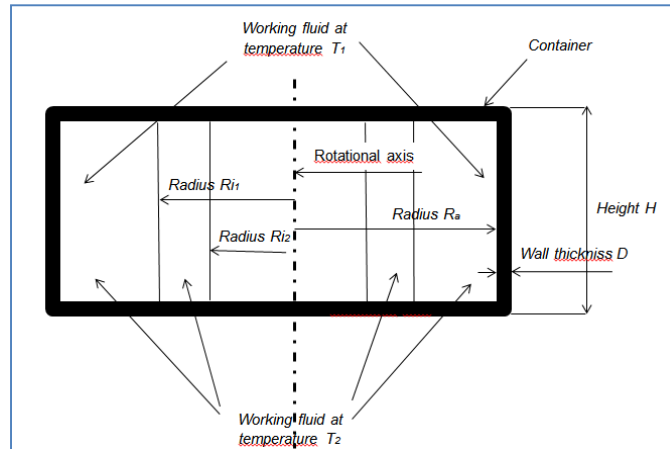 Working fluid at
temperature T1
Container
Rotational axis
Radius Ri1
Radius Ra
Height H
Radius Ri2
Wall thickniss D
Working fluid at
temperature T2